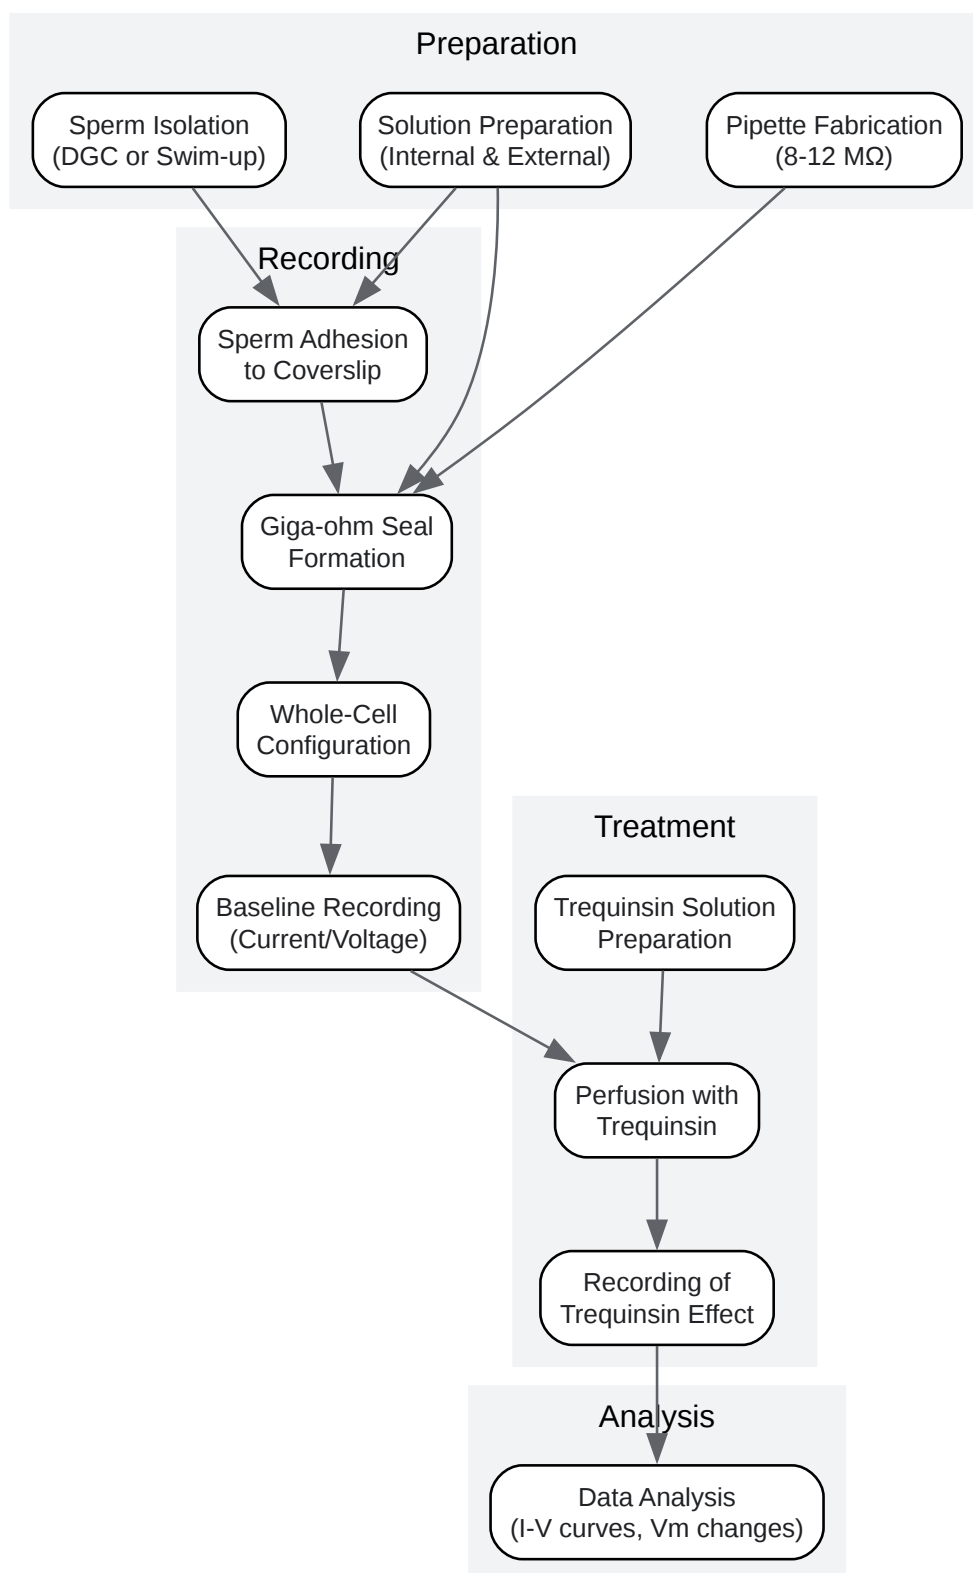 Preparation
Sperm Isolation
(DGC or Swim-up)
Solution Preparation
(Internal & External)
Pipette Fabrication
(8-12 MΩ)
Recording
Sperm Adhesion
to Coverslip
Giga-ohm Seal
Formation
Whole-Cell
Configuration
Baseline Recording
(Current/Voltage)
Treatment
Trequinsin Solution
Preparation
Perfusion with
Trequinsin
Recording of
Trequinsin Effect
Analysis
Data Analysis
(I-V curves, Vm changes)